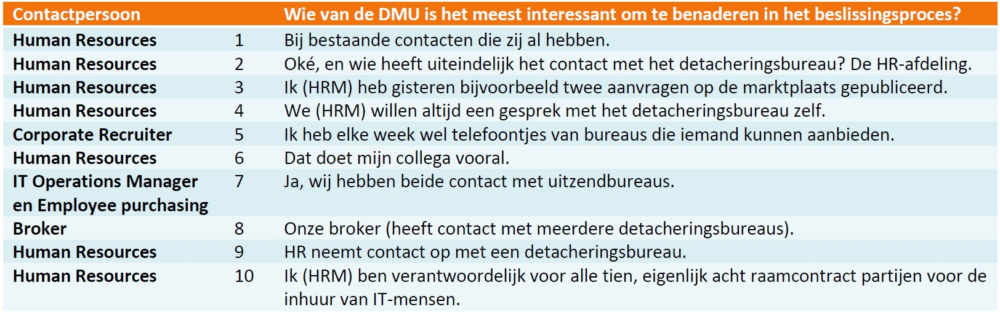 Contactpersoon Wie van de DMU is het meest interessant om te benaderen in het beslissingsproces?
Human Resources 1 Bij bestaande contacten die zij al hebben.
Human Resources 2 Oké, en wie heeft uiteindelijk het contact met het detacheringsbureau? De HR-afdeling.
Human Resources 3 Ik (HRM) heb gisteren bijvoorbeeld twee aanvragen op de marktplaats gepubliceerd.
Human Resources 4 We (HRM) willen altijd een gesprek met het detacheringsbureau zelf.
Corporate Recruiter 5 Ik heb elke week wel telefoontjes van bureaus die iemand kunnen aanbieden.
Human Resources 6 Dat doet mijn collega vooral.
IT Operations Manager 7 Ja, wij hebben beide contact met uitzendbureaus.
en Employee purchasing
Broker 8 Onze broker (heeft contact met meerdere detacheringsbureaus).
Human Resources 9 HR neemt contact op met een detacheringsbureau.
Human Resources 10 Ik (HRM) ben verantwoordelijk voor alle tien, eigenlijk acht raamcontract partijen voor de
inhuur van IT-mensen.